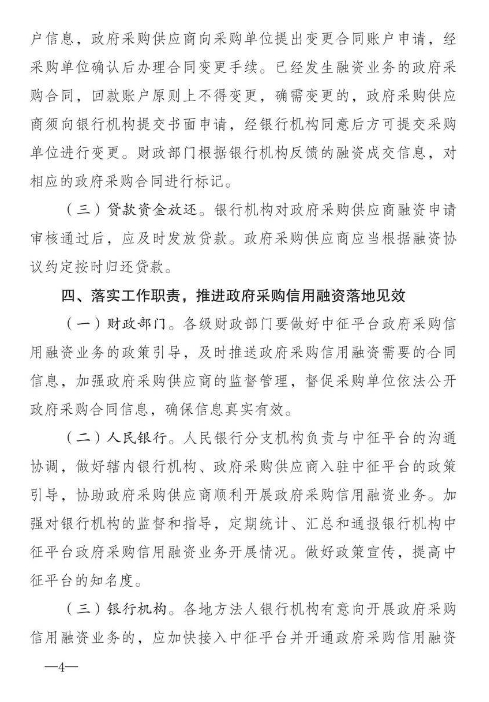 户信息，政府采购供应商向采购单位提出变更合同账户申请，经
采购单位确认后办理合同变更手续。已经发生融资业务的政府采
购合同，回款账户原则上不得变更，确需变更的，政府采购供应
商须向银行机构提交书面申请，经银行机构同意后方可提交采购
单位进行变更。财政部门根据银行机构反馈的融资成交信息，对
相应的政府采购合同进行标记。
（三）贷款资金放还。银行机构对政府采购供应商融资申请
审核通过后，应及时发放贷款。政府采购供应商应当根据融资协
议约定按时归还贷款。
四、落实工作职责，推进政府采购信用融资落地见效
（一）财政部门。各级财政部门要做好中征平台政府采购信
用融资业务的政策引导，及时推送政府采购信用融资需要的合同
信息，加强政府采购供应商的监督管理，督促采购单位依法公开
政府采购合同信息，确保信息真实有效。
（二）人民银行。人民银行分支机构负责与中征平台的沟通
协调，做好辖内银行机构、政府采购供应商入驻中征平台的政策
引导，协助政府采购供应商顺利开展政府采购信用融资业务。加
强对银行机构的监督和指导，定期统计、汇总和通报银行机构中
征平台政府采购信用融资业务开展情况。做好政策宣传，提高中
征平台的知名度。
（三）银行机构。各地方法人银行机构有意向开展政府采购
信用融资业务的，应加快接入中征平台并开通政府采购信用融资
—4—